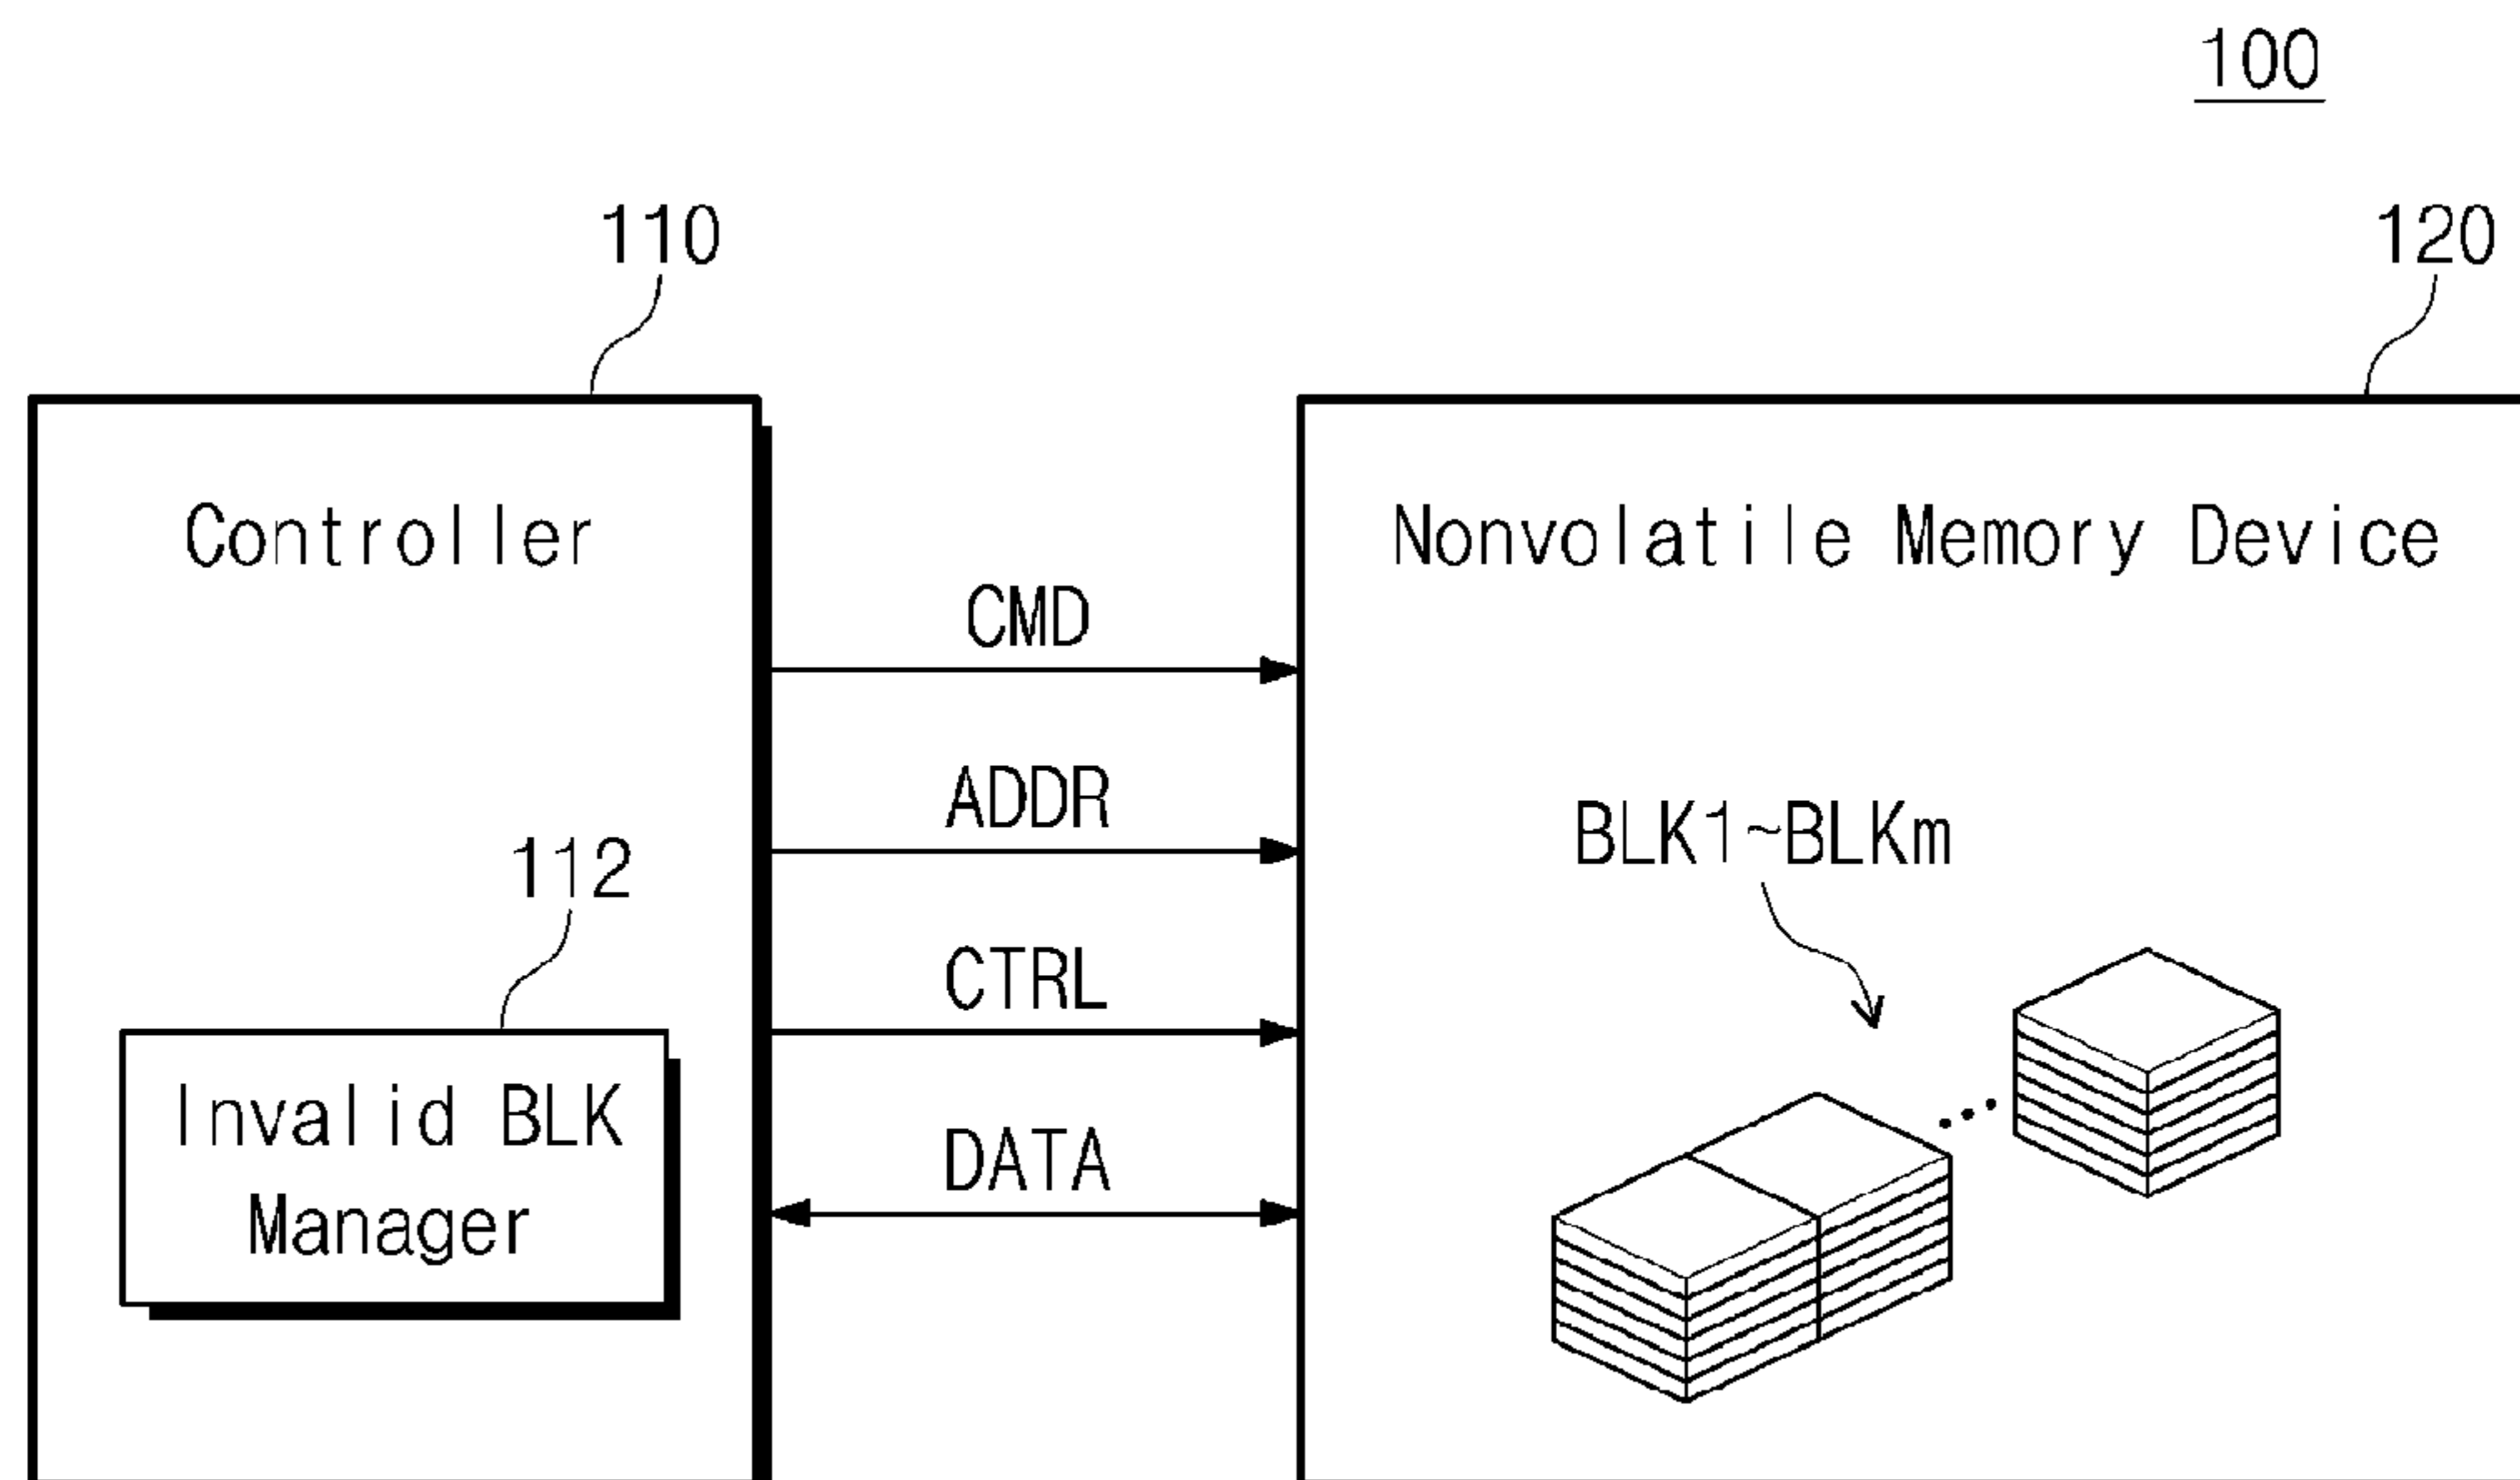 100
110
120
Controller
Nonvolatile Memory Device
CMD
ADDR
BLK1~BLKm
112
CTRL
Invalid BLK
Manager
DATA